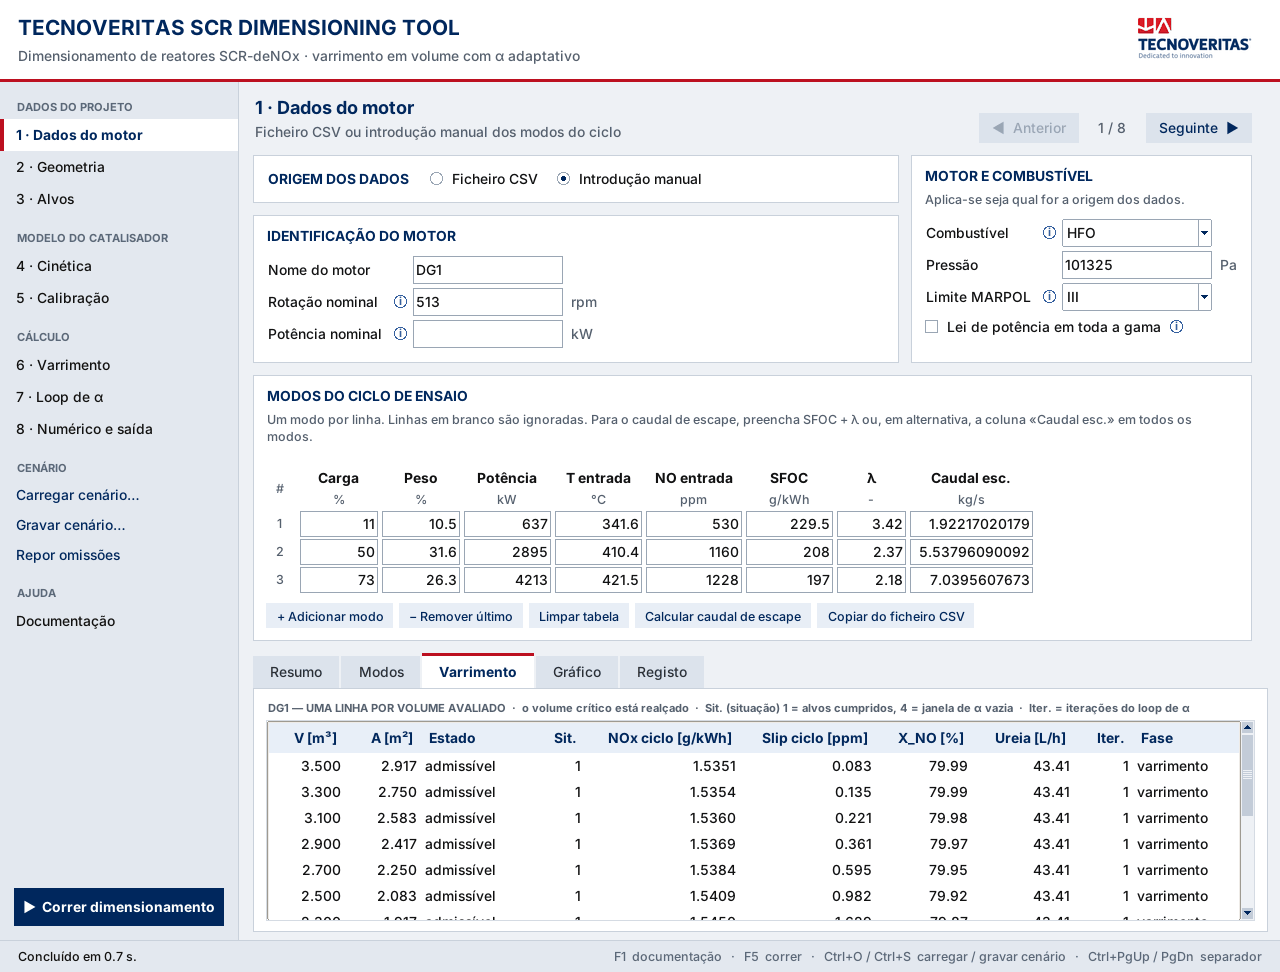 TECNOVERITAS SCR DIMENSIONING TOOL
Dimensionamento de reatores SCR-deNOx · varrimento em volume com α adaptativo
TECNOVERITAS
Dedicated to innovation
DADOS DO PROJETO
1 · Dados do motor
2 · Geometria
3 · Alvos
MODELO DO CATALISADOR
4 · Cinética
5 · Calibração
CÁLCULO
6 · Varrimento
7 · Loop de α
8 · Numérico e saída
CENÁRIO
Carregar cenário...
Gravar cenário...
Repor omissões
AJUDA
Documentação
▶ Correr dimensionamento
1 · Dados do motor
Ficheiro CSV ou introdução manual dos modos do ciclo
◀ Anterior 1 / 8 Seguinte ▶
ORIGEM DOS DADOS Ficheiro CSV Introdução manual
IDENTIFICAÇÃO DO MOTOR
Nome do motor DG1
Rotação nominal ⓘ 513 rpm
Potência nominal ⓘ kW
MOTOR E COMBUSTÍVEL
Aplica-se seja qual for a origem dos dados.
Combustível ⓘ HFO
Pressão 101325 Pa
Limite MARPOL ⓘ III
Lei de potência em toda a gama ⓘ
MODOS DO CICLO DE ENSAIO
Um modo por linha. Linhas em branco são ignoradas. Para o caudal de escape, preencha SFOC + λ ou, em alternativa, a coluna «Caudal esc.» em todos os
modos.
# Carga Peso Potência T entrada NO entrada SFOC λ Caudal esc.
% % kW °C ppm g/kWh - kg/s
1 11 10.5 637 341.6 530 229.5 3.42 1.92217020179
2 50 31.6 2895 410.4 1160 208 2.37 5.53796090092
3 73 26.3 4213 421.5 1228 197 2.18 7.0395607673
+ Adicionar modo − Remover último Limpar tabela Calcular caudal de escape Copiar do ficheiro CSV
Resumo Modos Varrimento Gráfico Registo
DG1 — UMA LINHA POR VOLUME AVALIADO · o volume crítico está realçado · Sit. (situação) 1 = alvos cumpridos, 4 = janela de α vazia · Iter. = iterações do loop de α
V [m³] A [m²] Estado Sit. NOx ciclo [g/kWh] Slip ciclo [ppm] X_NO [%] Ureia [L/h] Iter. Fase
3.500 2.917 admissível 1 1.5351 0.083 79.99 43.41 1 varrimento
3.300 2.750 admissível 1 1.5354 0.135 79.99 43.41 1 varrimento
3.100 2.583 admissível 1 1.5360 0.221 79.98 43.41 1 varrimento
2.900 2.417 admissível 1 1.5369 0.361 79.97 43.41 1 varrimento
2.700 2.250 admissível 1 1.5384 0.595 79.95 43.41 1 varrimento
2.500 2.083 admissível 1 1.5409 0.982 79.92 43.41 1 varrimento
Concluído em 0.7 s.
F1 documentação · F5 correr · Ctrl+O / Ctrl+S carregar / gravar cenário · Ctrl+PgUp / PgDn separador